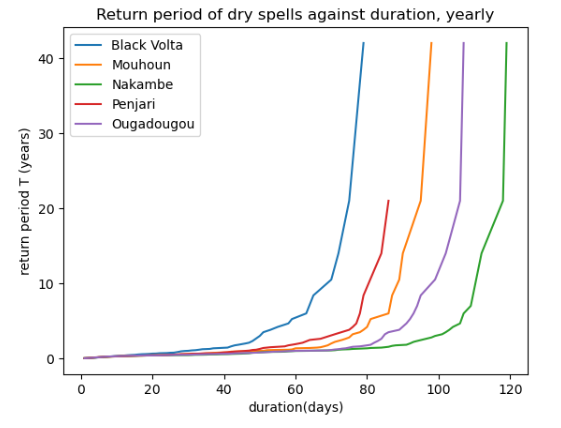 Return period of dry spells against duration, yearly
Black Volta
Mouhoun
Nakambe
Penjari
Ougadougou
40
30
20
10
0
return period T (years)
0 20 40 60 80 100 120
duration(days)